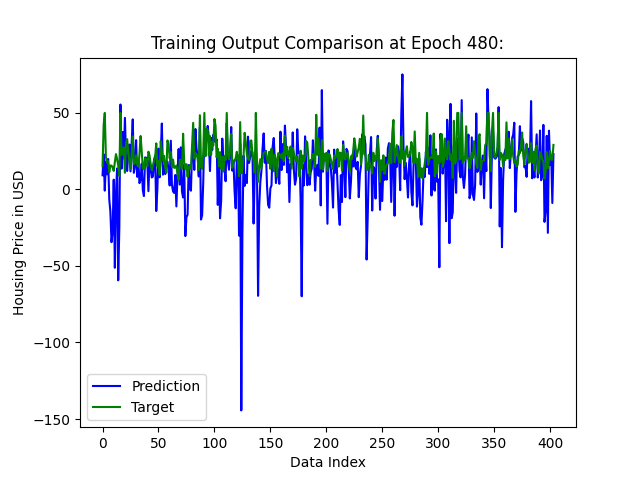 Training Output Comparison at Epoch 480:
Housing Price in USD
50
0
−50
−100
−150
Prediction
Target
0 50 100 150 200 250 300 350 400
Data Index